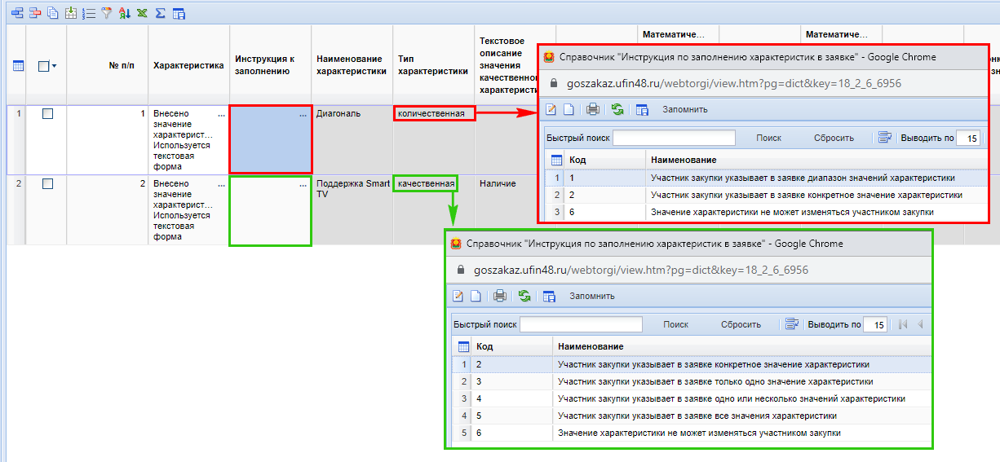 Математиче...
Математиче...
№ п/п
Характеристика
Инструкция к
заполнению
Наименование
характеристики
Тип
характеристики
Текстовое
описание
значения
качественной
характеристи
1
1
Внесено ...
значение
характерист...
Используется
текстовая
форма
...
Диагональ
количественная
2
2
Внесено ...
значение
характерист...
Используется
текстовая
форма
...
Поддержка Smart
TV
качественная
Наличие
Справочник "Инструкция по заполнению характеристик в заявке" - Google Chrome
goszakaz.ufin48.ru/webtorgi/view.htm?pg=dict&key=18_2_6_6956
Запомнить
Быстрый поиск Поиск Сбросить Выводить по 15
Код Наименование
1 1 Участник закупки указывает в заявке диапазон значений характеристики
2 2 Участник закупки указывает в заявке конкретное значение характеристики
3 6 Значение характеристики не может изменяться участником закупки
Справочник "Инструкция по заполнению характеристик в заявке" - Google Chrome
goszakaz.ufin48.ru/webtorgi/view.htm?pg=dict&key=18_2_6_6956
Запомнить
Быстрый поиск Поиск Сбросить Выводить по 15
Код Наименование
1 2 Участник закупки указывает в заявке конкретное значение характеристики
2 3 Участник закупки указывает в заявке только одно значение характеристики
3 4 Участник закупки указывает в заявке одно или несколько значений характеристики
4 5 Участник закупки указывает в заявке все значения характеристики
5 6 Значение характеристики не может изменяться участником закупки